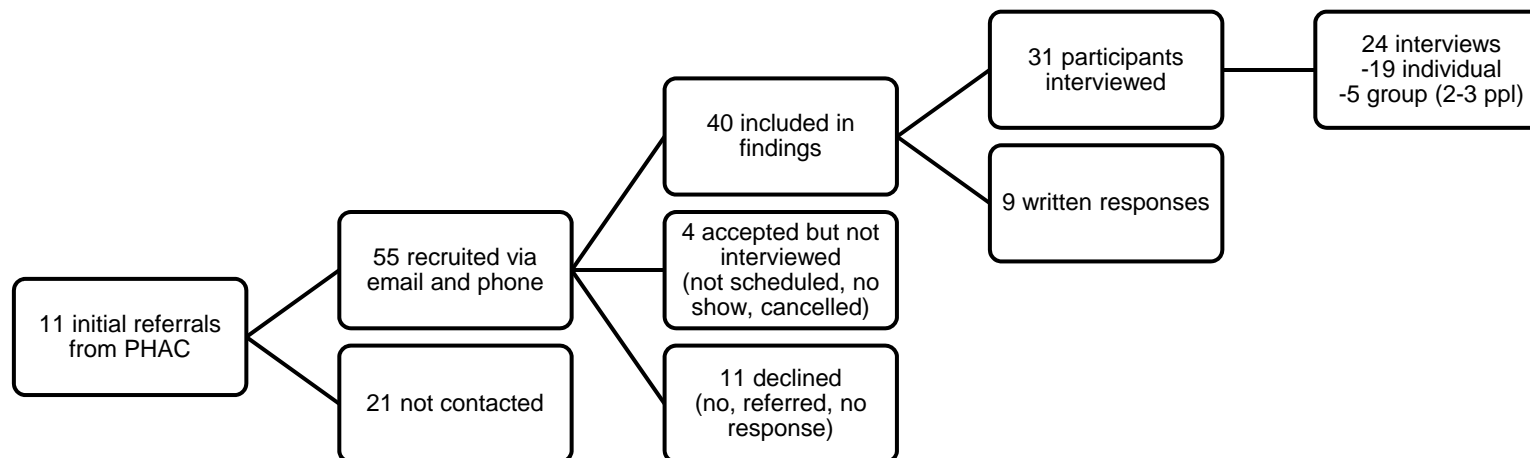 11 initial referrals
from PHAC
55 recruited via
email and phone
21 not contacted
40 included in
findings
4 accepted but not
interviewed
(not scheduled, no
show, cancelled)
11 declined
(no, referred, no
response)
31 participants
interviewed
9 written responses
24 interviews
-19 individual
-5 group (2-3 ppl)